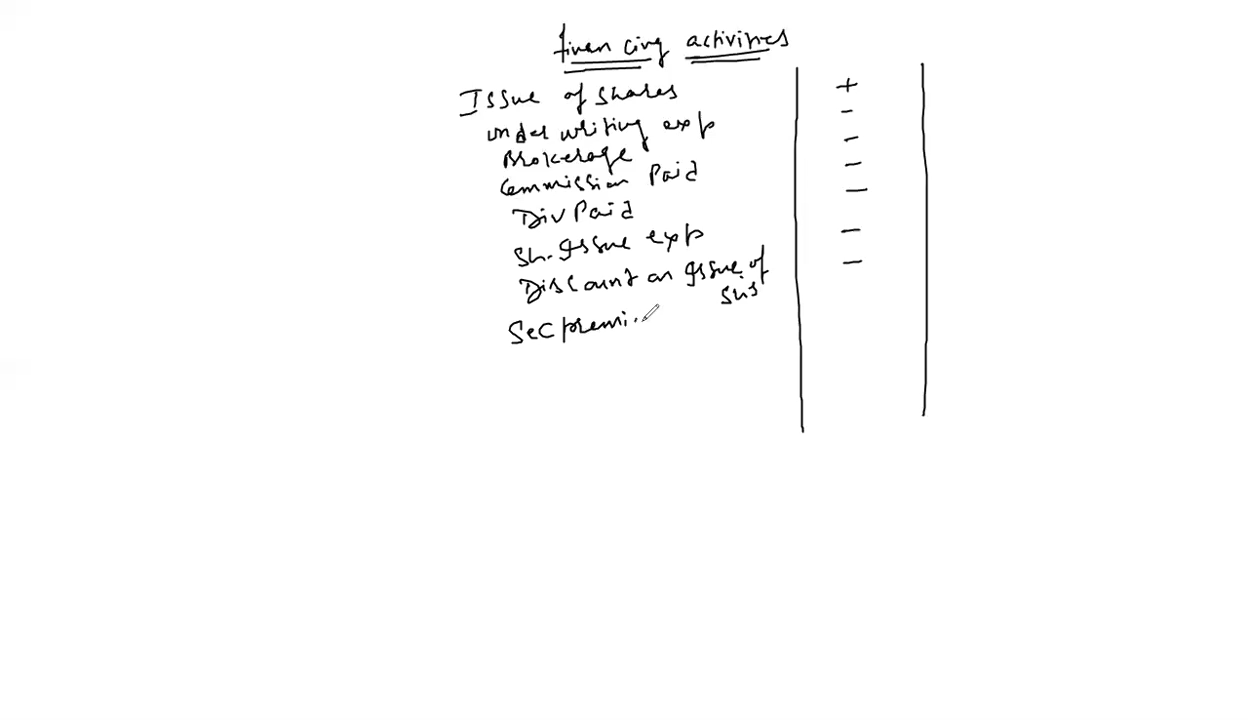 financing activities
Issue of shares +
underwriting exp -
Brokerage -
Commission Paid -
Div Paid -
Sh. Issue exp -
Discount on Issue of -
Shs
Sec premi.